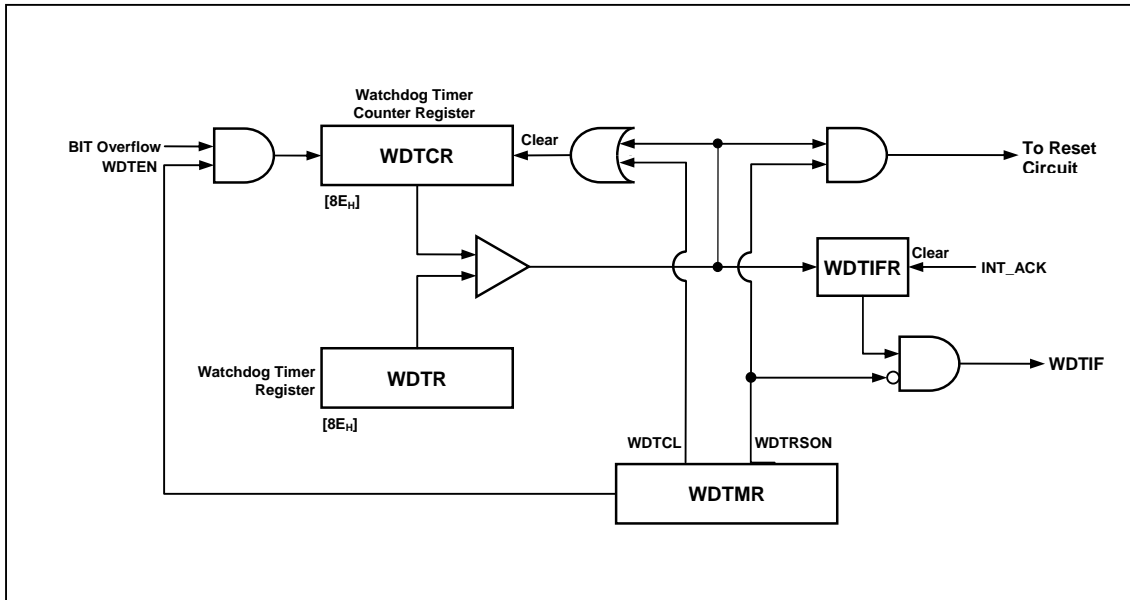 Watchdog Timer
Counter Register
BIT Overflow
WDTEN
WDTCR
Clear
To Reset
Circuit
[8EH]
WDTIFR
Clear
INT_ACK
Watchdog Timer
Register
WDTR
WDTIF
[8EH]
WDTCL
WDTRSON
WDTMR